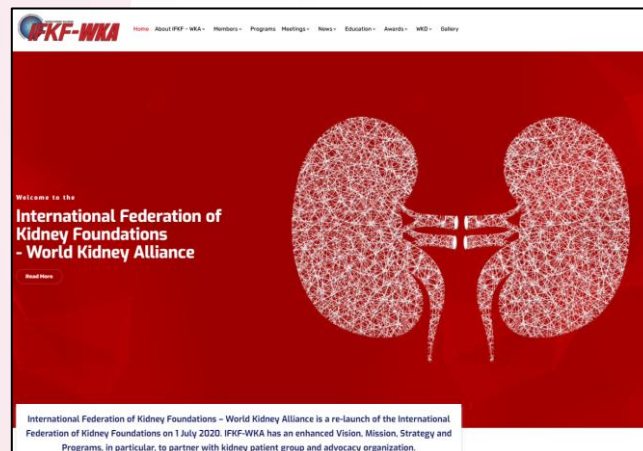 IFKF-WKA
Home About IFKF - WKA Members Programs Meetings News Education Awards WKD Gallery
Welcome to the
International Federation of
Kidney Foundations
- World Kidney Alliance
Read More
International Federation of Kidney Foundations – World Kidney Alliance is a re-launch of the International
Federation of Kidney Foundations on 1 July 2020. IFKF-WKA has an enhanced Vision, Mission, Strategy and
Programs, in particular, to partner with kidney patient group and advocacy organization.